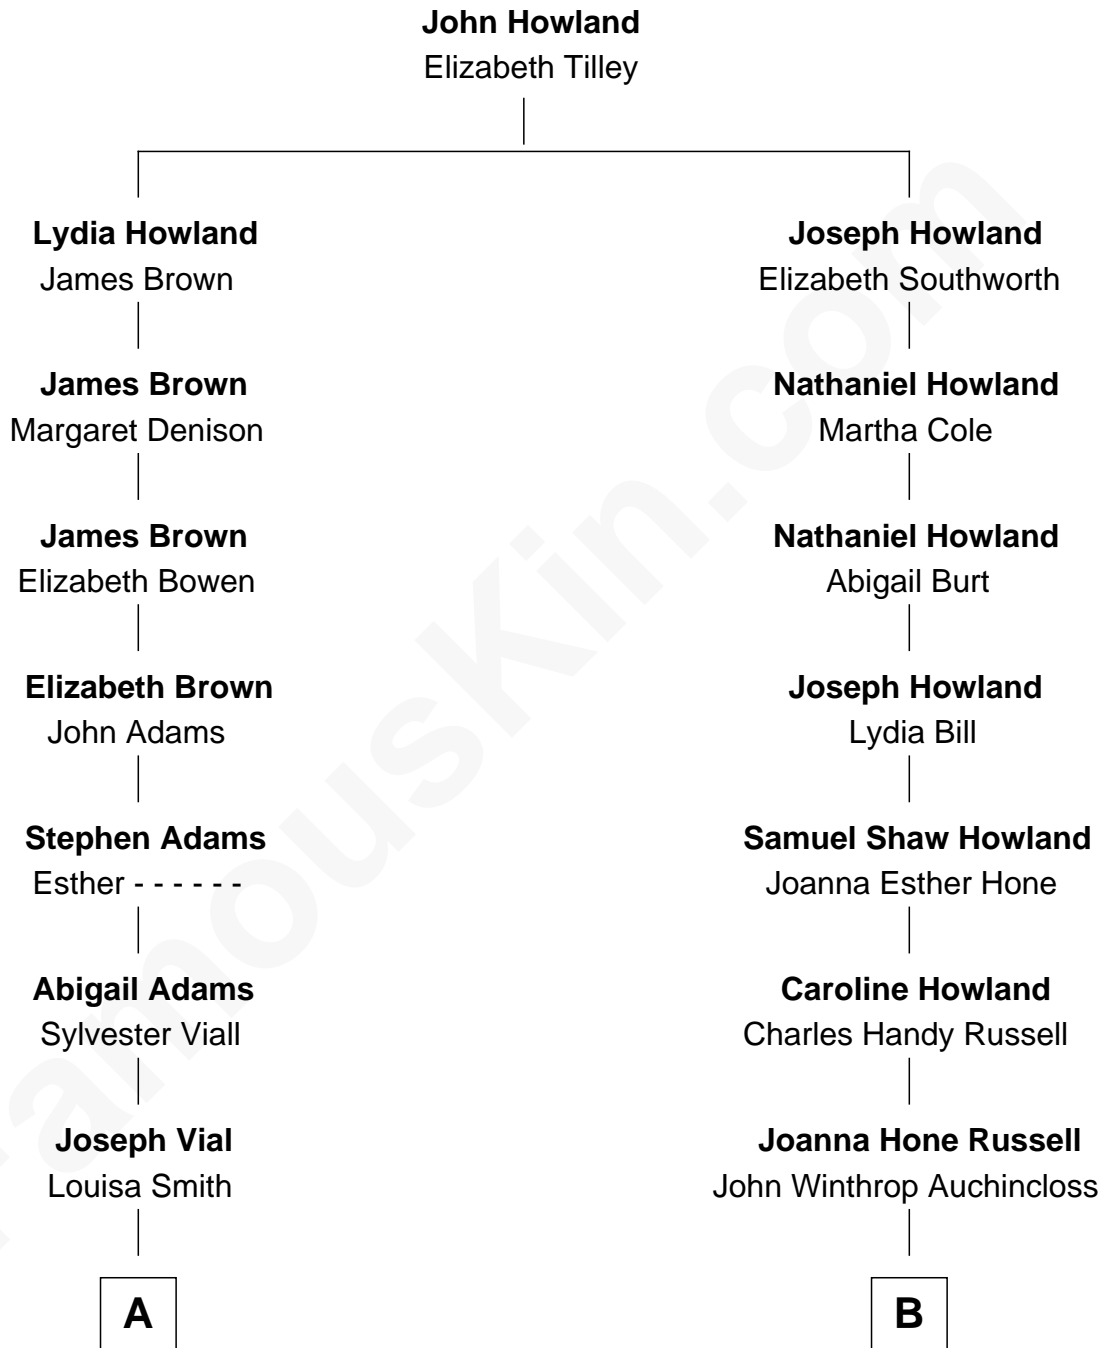 John Howland
Elizabeth Tilley
Lydia Howland
James Brown
Joseph Howland
Elizabeth Southworth
James Brown
Margaret Denison
Nathaniel Howland
Martha Cole
James Brown
Elizabeth Bowen
Nathaniel Howland
Abigail Burt
Elizabeth Brown
John Adams
Joseph Howland
Lydia Bill
Stephen Adams
Esther - - - - - -
Samuel Shaw Howland
Joanna Esther Hone
Abigail Adams
Sylvester Viall
Caroline Howland
Charles Handy Russell
Joseph Vial
Louisa Smith
Joanna Hone Russell
John Winthrop Auchincloss
A
B
FamousKin.com